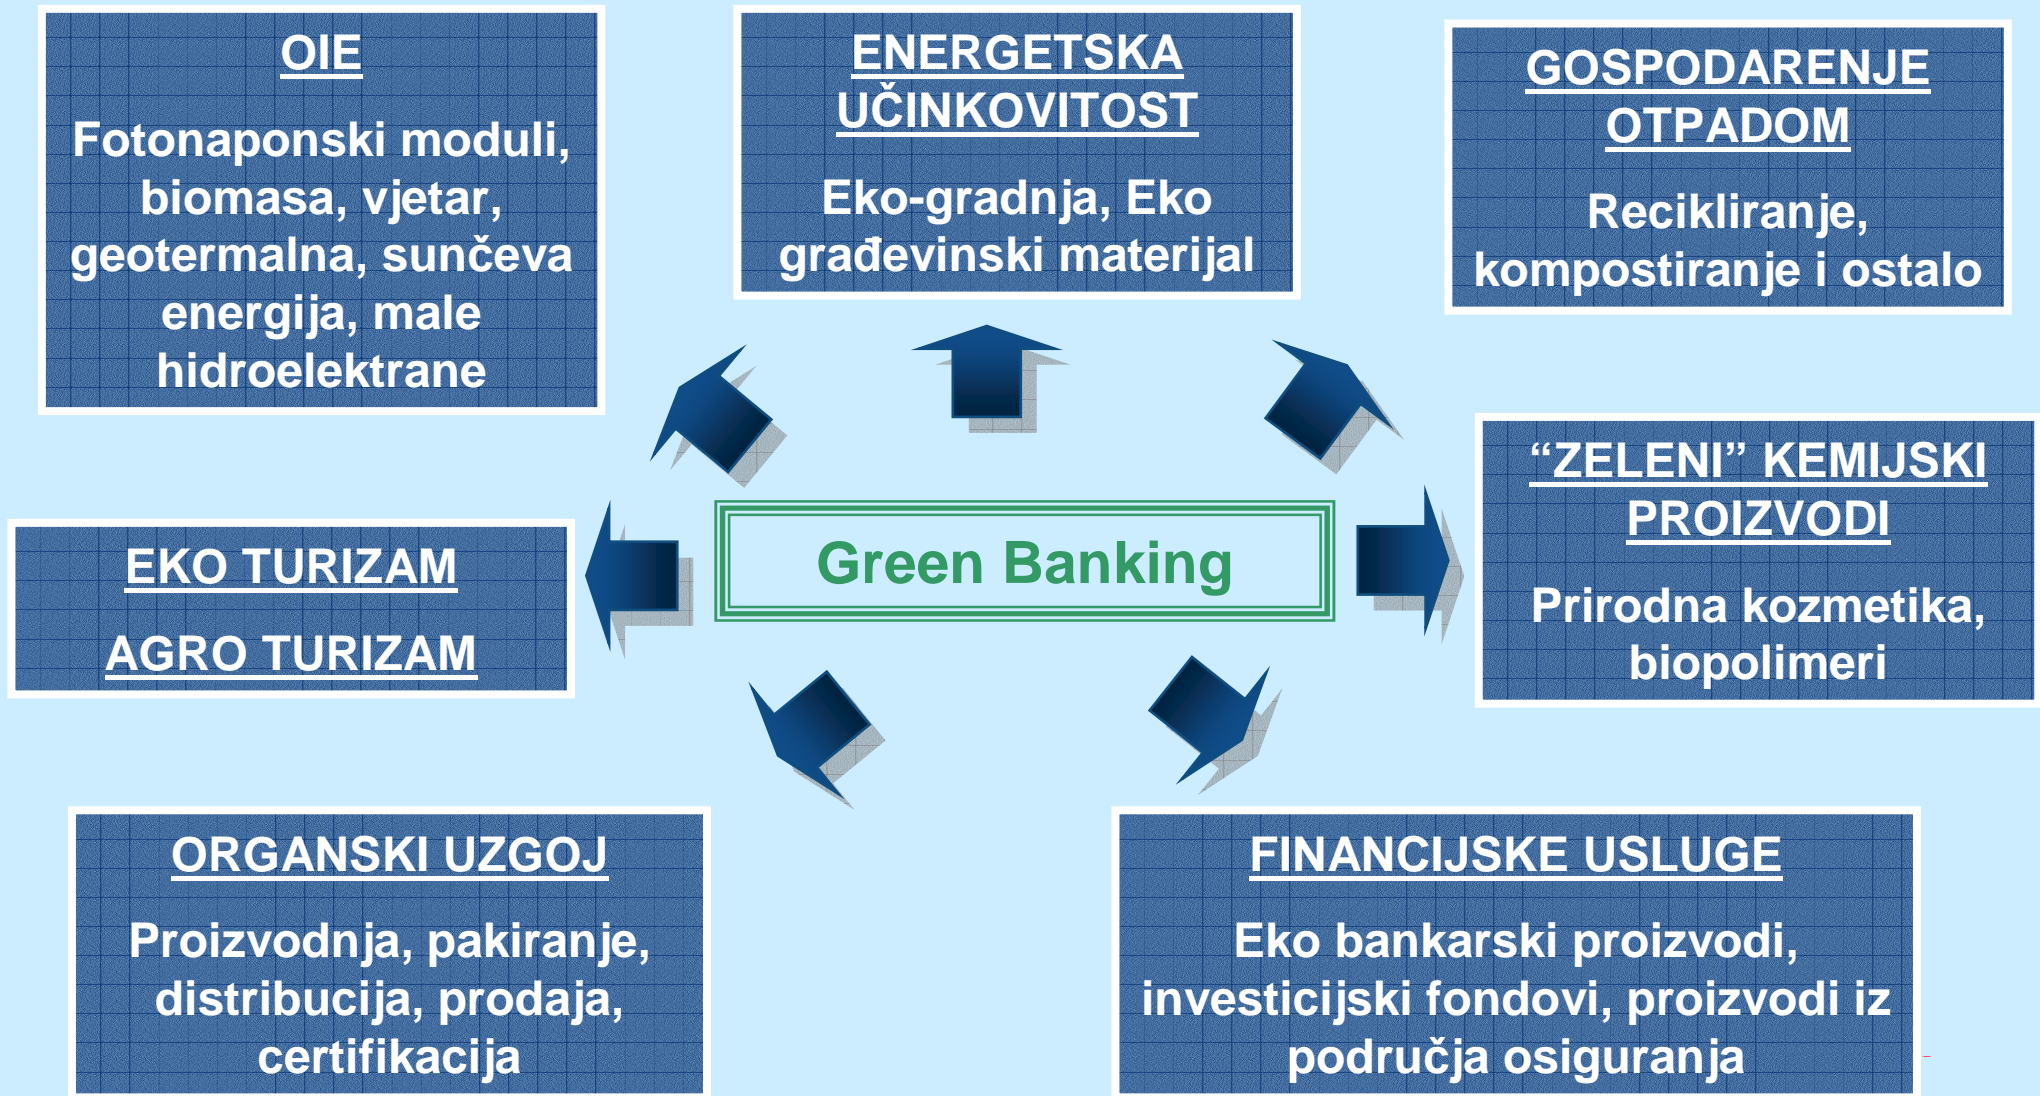 OIE
Fotonaponski moduli,
biomasa, vjetar,
geotermalna, sunčeva
energija, male
hidroelektrane
ENERGETSKA
UČINKOVITOST
Eko-gradnja, Eko
građevinski materijal
GOSPODARENJE
OTPADOM
Recikliranje,
kompostiranje i ostalo
EKO TURIZAM
AGRO TURIZAM
Green Banking
“ZELENI” KEMIJSKI
PROIZVODI
Prirodna kozmetika,
biopolimeri
ORGANSKI UZGOJ
Proizvodnja, pakiranje,
distribucija, prodaja,
certifikacija
FINANCIJSKE USLUGE
Eko bankarski proizvodi,
investicijski fondovi, proizvodi iz
područja osiguranja